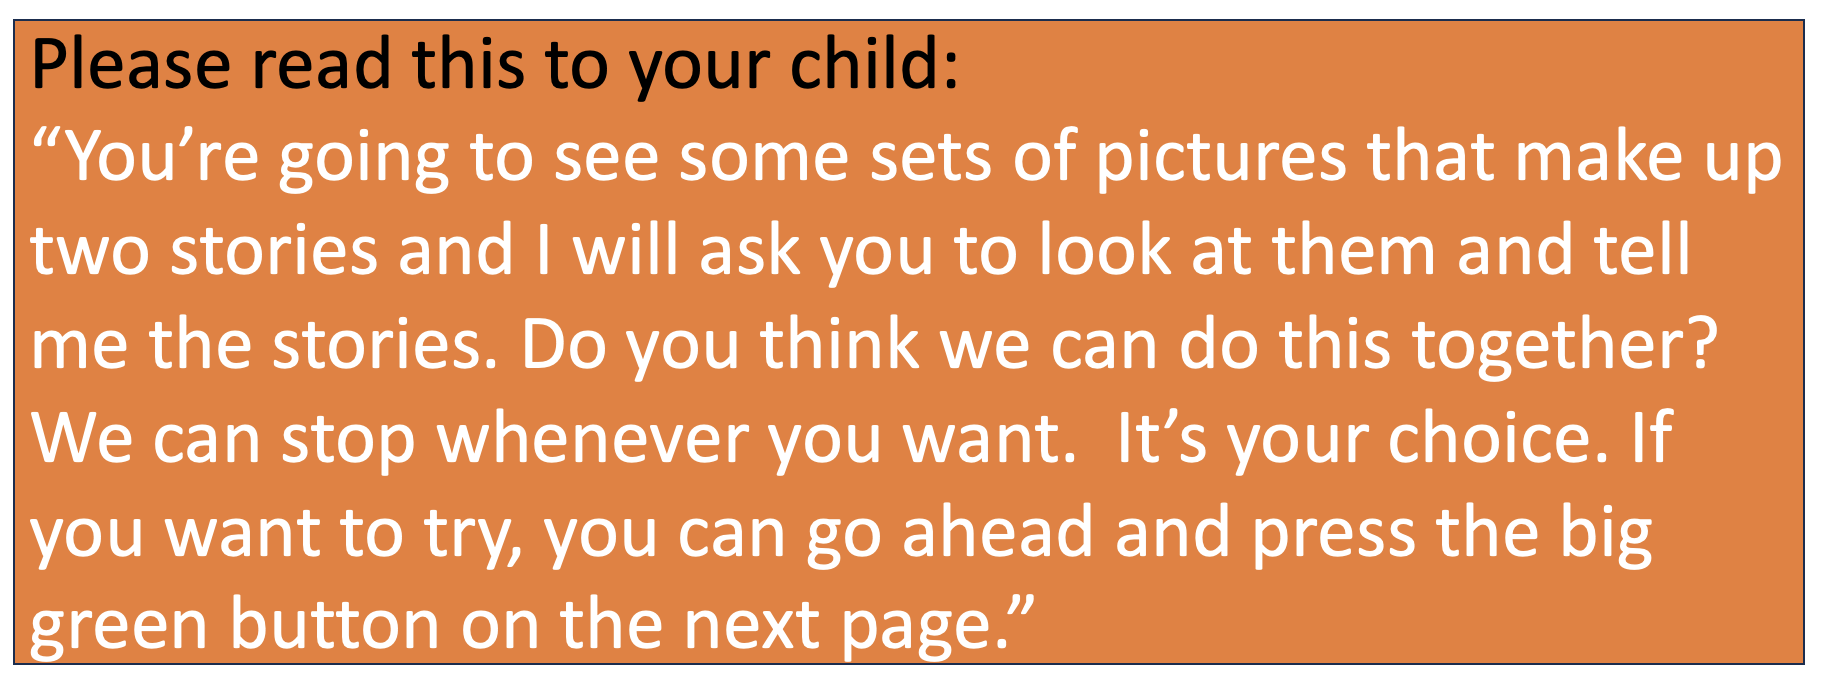 Please read this to your child:
“You’re going to see some sets of pictures that make up
two stories and I will ask you to look at them and tell
me the stories. Do you think we can do this together?
We can stop whenever you want.  It’s your choice. If
you want to try, you can go ahead and press the big
green button on the next page.”